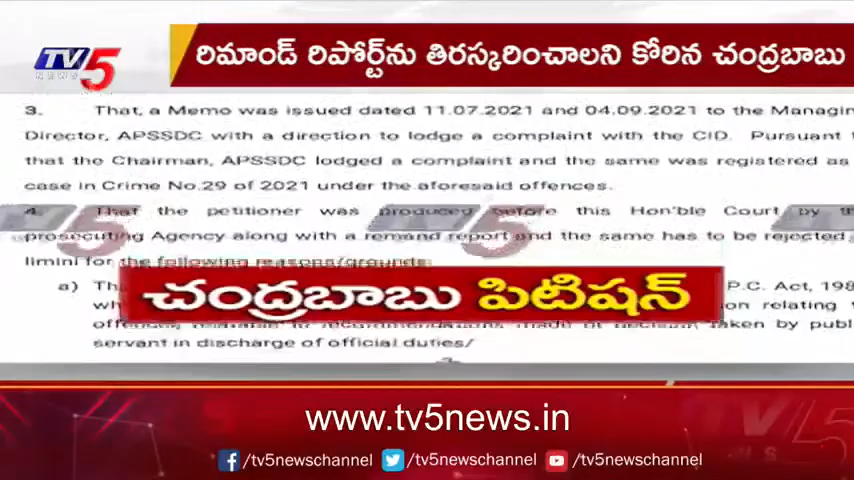 TV5
NEWS
రిమాండ్ రిపోర్ట్‌ను తిరస్కరించాలని కోరిన చంద్రబాబు
3. That, a Memo was issued dated 11.07.2021 and 04.09.2021 to the Managin
Director, APSSDC with a direction to lodge a complaint with the CID. Pursuant t
that the Chairman, APSSDC lodged a complaint and the same was registered as
case in Crime No.29 of 2021 under the aforesaid offences.
4. That the petitioner was produced before this Hon'ble Court by th
prosecuting Agency along with a remand report and the same has to be rejected
limini for the following reasons/grounds
a) Tha P.C. Act, 198
wh on relating t
taken by publ
servant in discharge of official duties/
చంద్రబాబు పిటిషన్
www.tv5news.in
/tv5newschannel /tv5newschannel /tv5newschannel